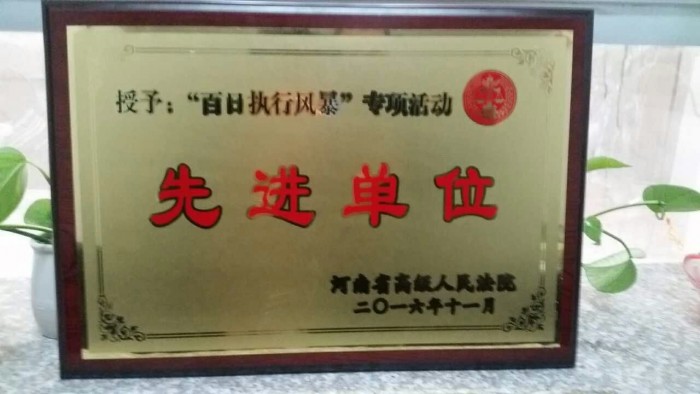 授予：“百日执行风暴”专项活动
先进单位
河南省高级人民法院
二〇一六年十一月